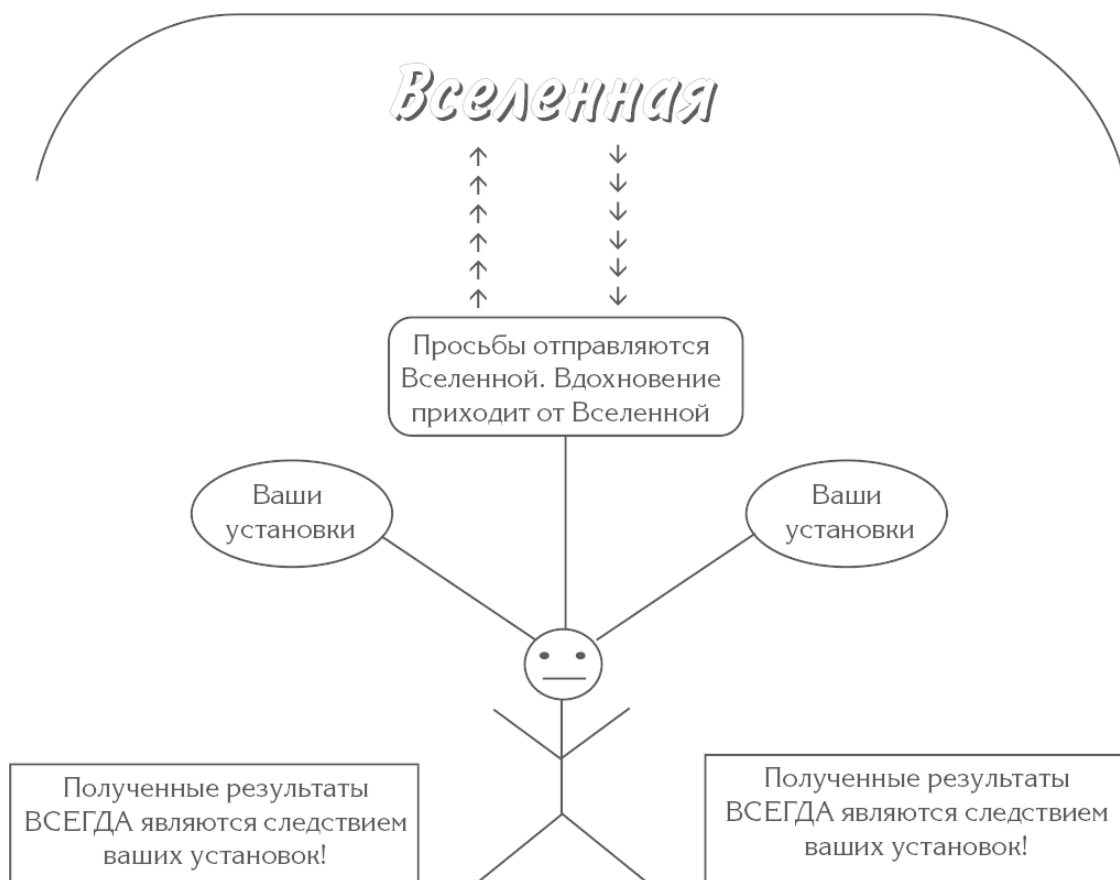 Вселенная
Просьбы отправляются
Вселенной. Вдохновение
приходит от Вселенной
Ваши
установки
Ваши
установки
Полученные результаты
ВСЕГДА являются следствием
ваших установок!
Полученные результаты
ВСЕГДА являются следствием
ваших установок!